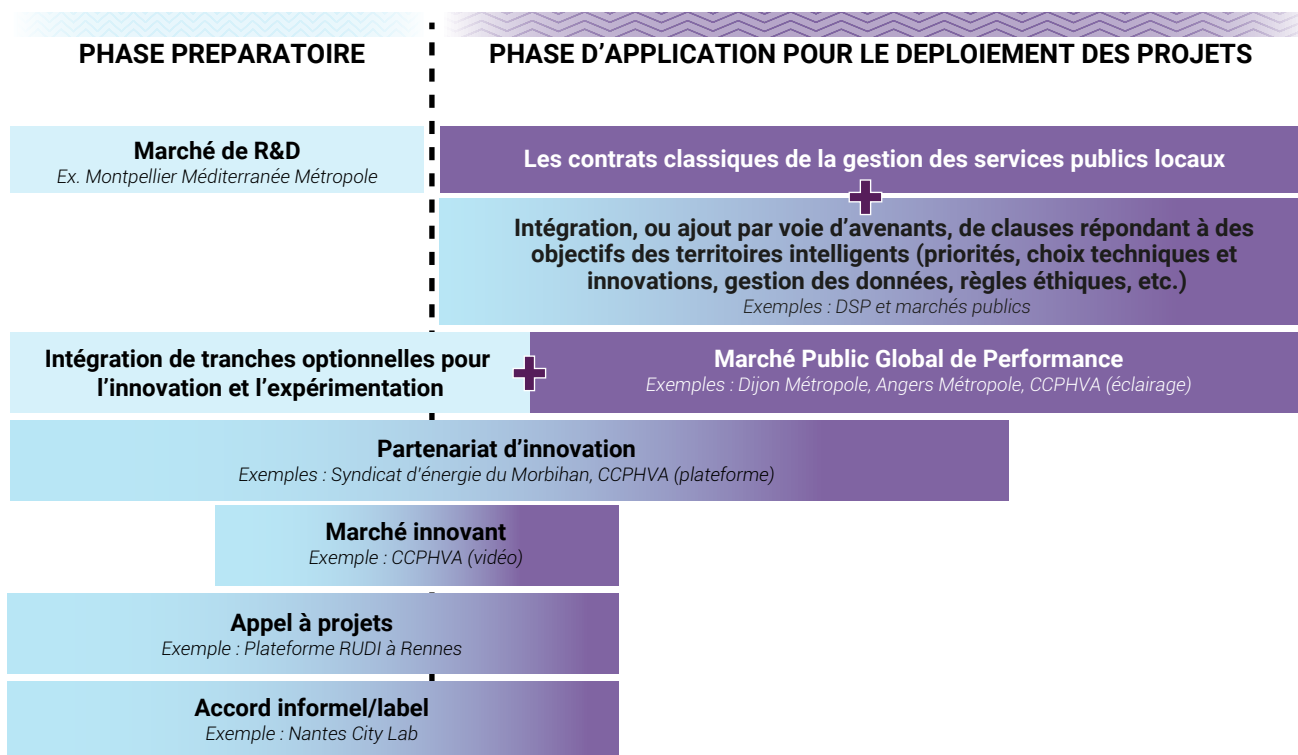 PHASE PREPARATOIRE
PHASE D’APPLICATION POUR LE DEPLOIEMENT DES PROJETS
Marché de R&D
Ex. Montpellier Méditerranée Métropole
Les contrats classiques de la gestion des services publics locaux
Intégration, ou ajout par voie d’avenants, de clauses répondant à des
objectifs des territoires intelligents (priorités, choix techniques et
innovations, gestion des données, règles éthiques, etc.)
Exemples : DSP et marchés publics
Intégration de tranches optionnelles pour
l’innovation et l’expérimentation
Marché Public Global de Performance
Exemples : Dijon Métropole, Angers Métropole, CCPHVA (éclairage)
Partenariat d’innovation
Exemples : Syndicat d'énergie du Morbihan, CCPHVA (plateforme)
Marché innovant
Exemple : CCPHVA (vidéo)
Appel à projets
Exemple : Plateforme RUDI à Rennes
Accord informel/label
Exemple : Nantes City Lab